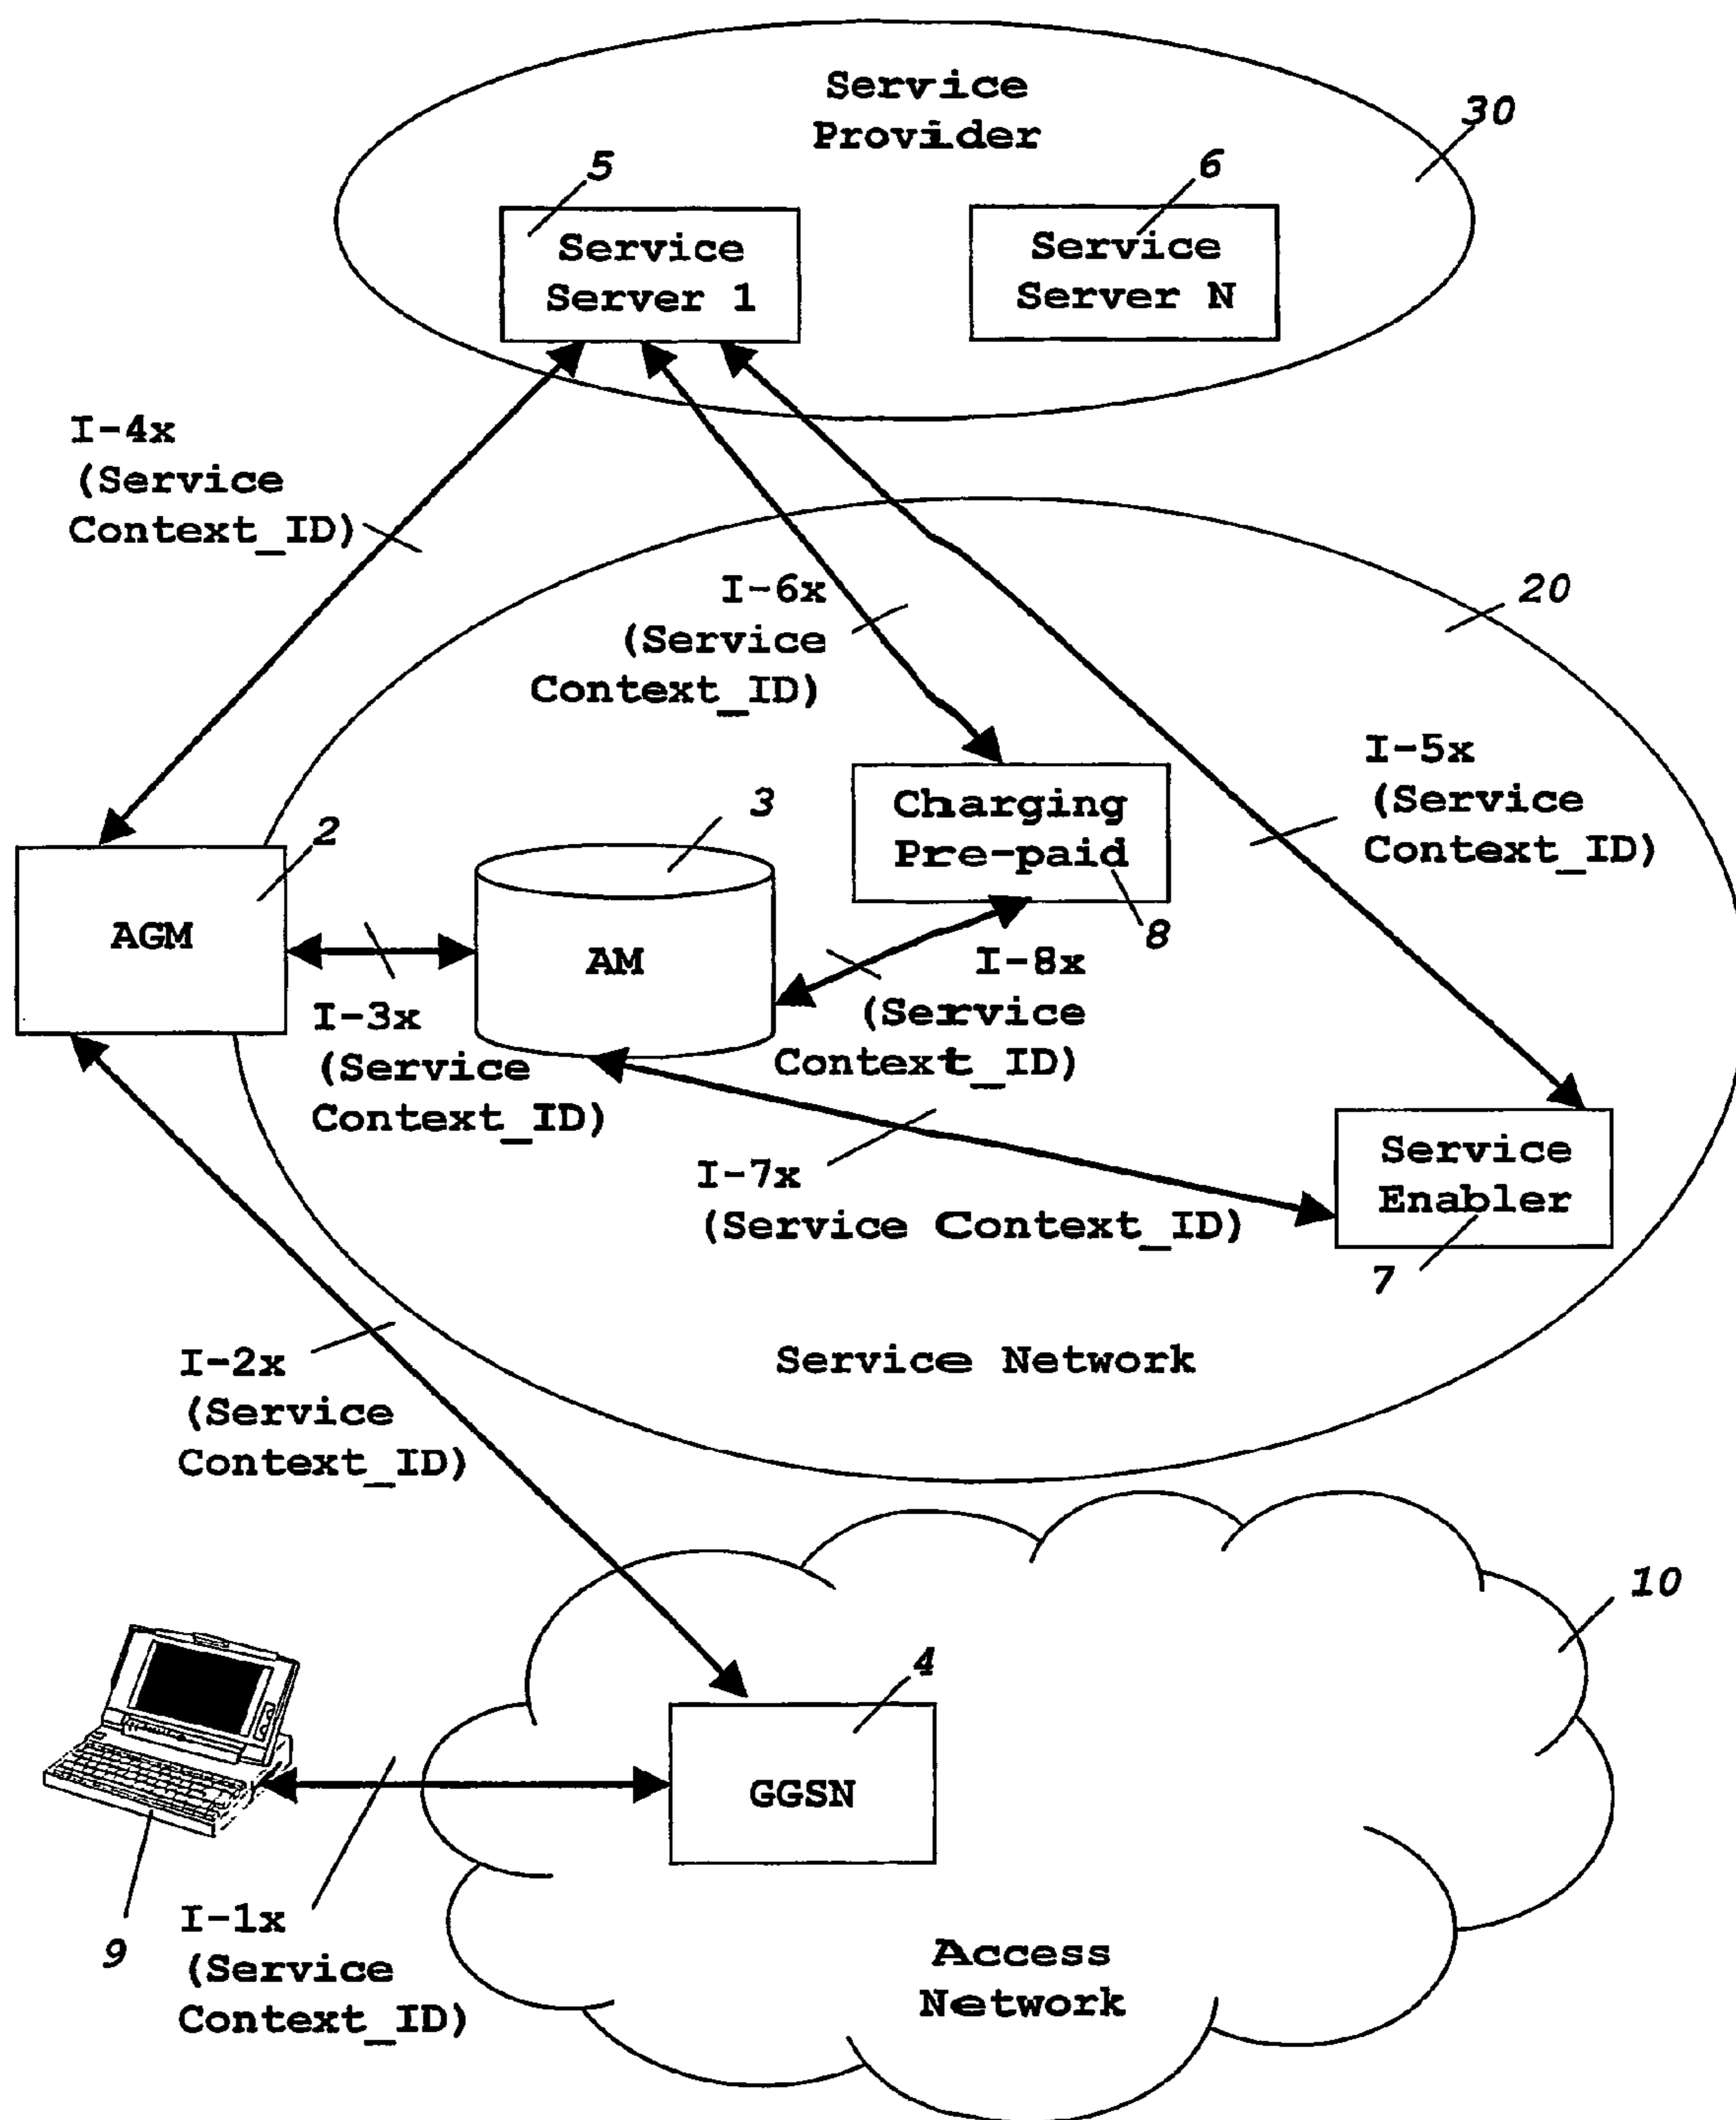 Service
Provider
30
5
6
Service
Server 1
Service
Server N
I-4x
(Service
Context_ID)
I-6x
(Service
Context_ID)
20
I-5x
(Service
Context_ID)
Charging
Pre-paid
8
2
AGM
3
AM
I-3x
(Service
Context_ID)
I-8x
(Service
Context_ID)
I-7x
(Service Context_ID)
Service
Enabler
7
Service Network
I-2x
(Service
Context_ID)
10
4
GGSN
9
I-1x
(Service
Context_ID)
Access
Network